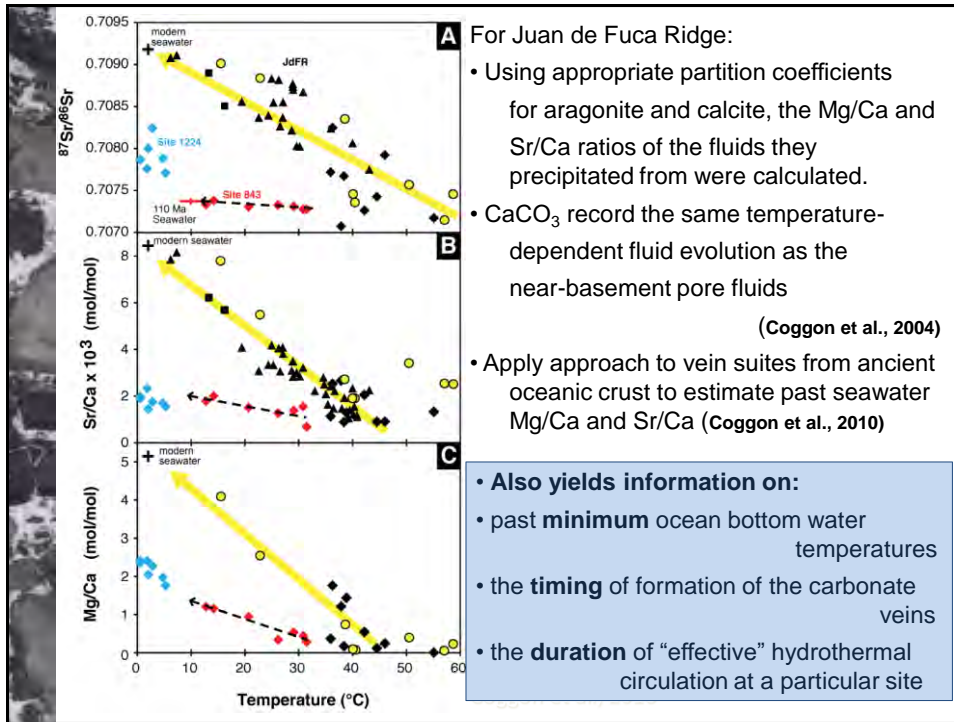 0.7095
0.7090
0.7085
0.7080
0.7075
0.7070
87Sr/86Sr
modern
seawater
A
JdFR
Site 1224
Site 843
110 Ma
Seawater
8
6
4
2
0
Sr/Ca x 10³ (mol/mol)
modern seawater
B
5
4
3
2
1
0
Mg/Ca (mol/mol)
modern
seawater
C
0 10 20 30 40 50 60
Temperature (°C)
For Juan de Fuca Ridge:
• Using appropriate partition coefficients
for aragonite and calcite, the Mg/Ca and
Sr/Ca ratios of the fluids they
precipitated from were calculated.
• CaCO₃ record the same temperature-
dependent fluid evolution as the
near-basement pore fluids
(Coggon et al., 2004)
• Apply approach to vein suites from ancient
oceanic crust to estimate past seawater
Mg/Ca and Sr/Ca (Coggon et al., 2010)
• Also yields information on:
• past minimum ocean bottom water
temperatures
• the timing of formation of the carbonate
veins
• the duration of “effective” hydrothermal
circulation at a particular site